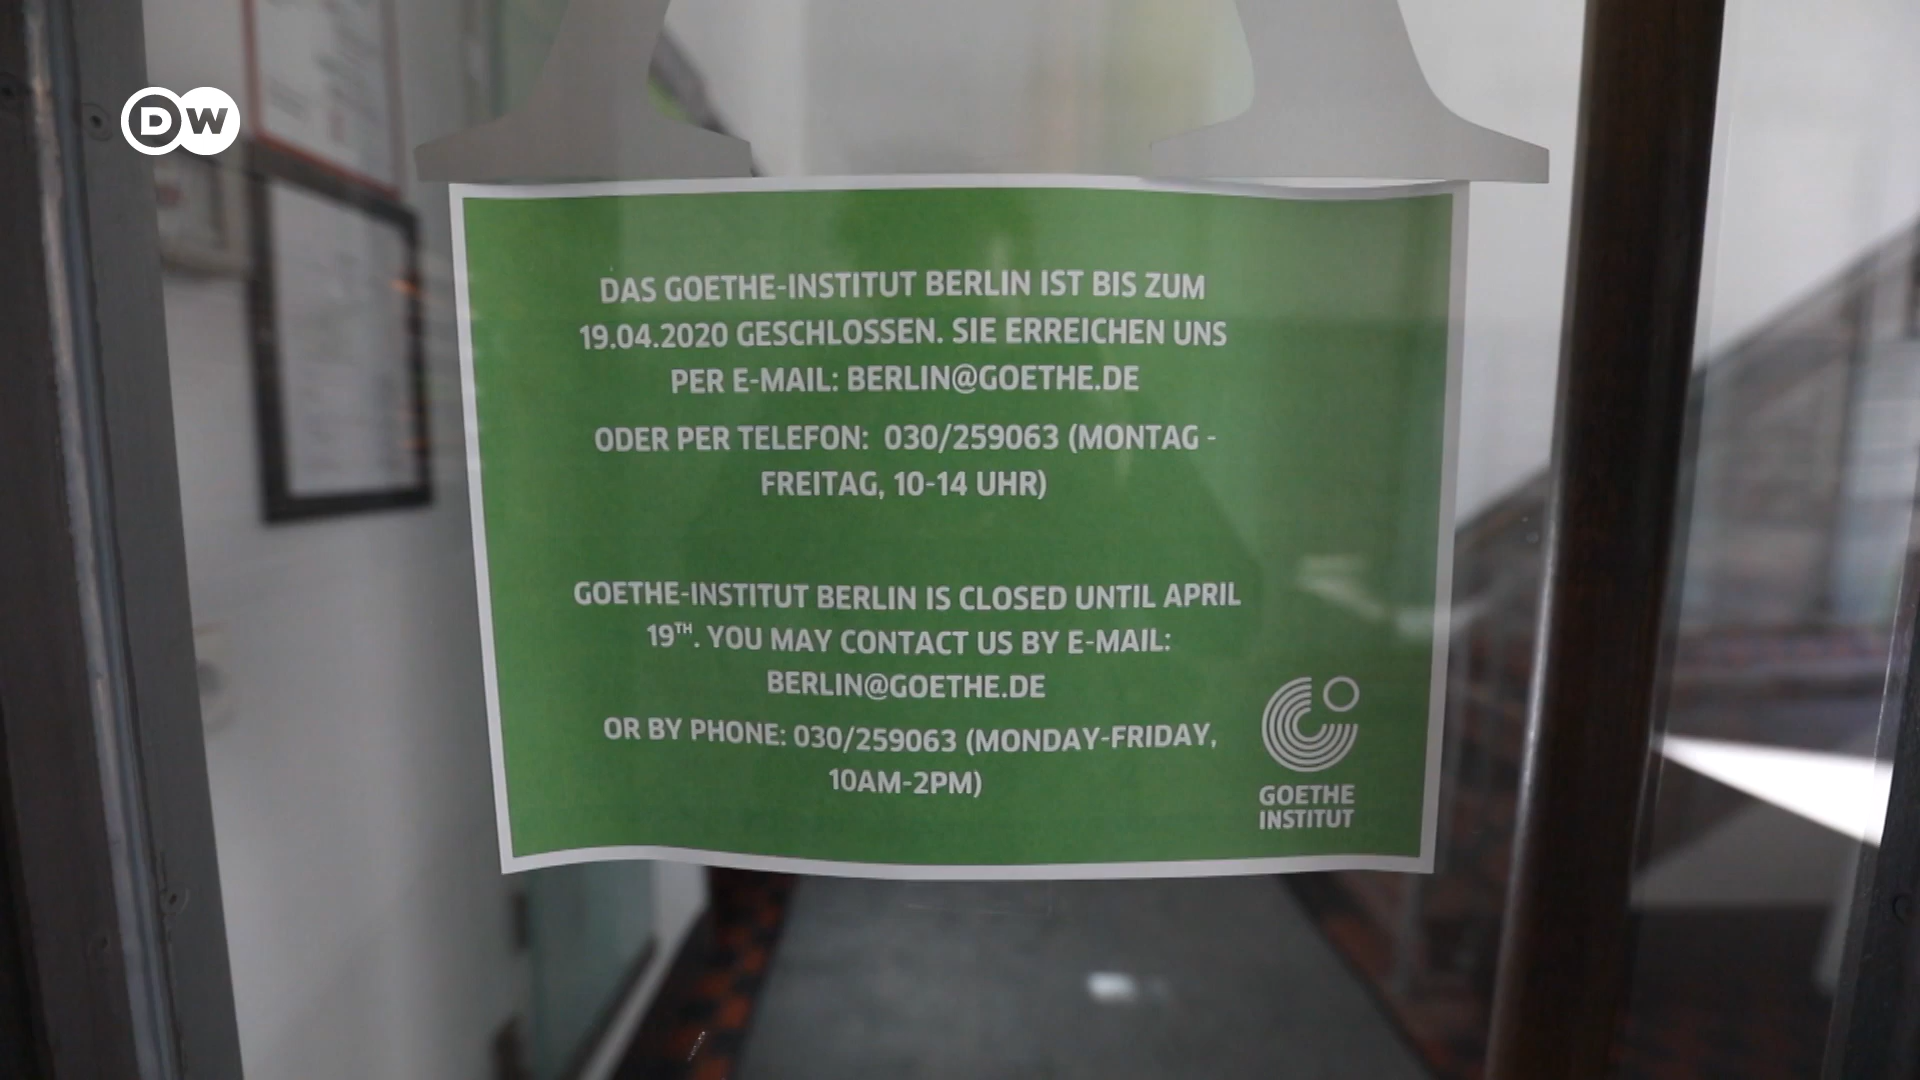 DW
DAS GOETHE-INSTITUT BERLIN IST BIS ZUM
19.04.2020 GESCHLOSSEN. SIE ERREICHEN UNS
PER E-MAIL: BERLIN@GOETHE.DE
ODER PER TELEFON: 030/259063 (MONTAG -
FREITAG, 10-14 UHR)
GOETHE-INSTITUT BERLIN IS CLOSED UNTIL APRIL
19TH. YOU MAY CONTACT US BY E-MAIL:
BERLIN@GOETHE.DE
OR BY PHONE: 030/259063 (MONDAY-FRIDAY,
10AM-2PM)
GOETHE
INSTITUT